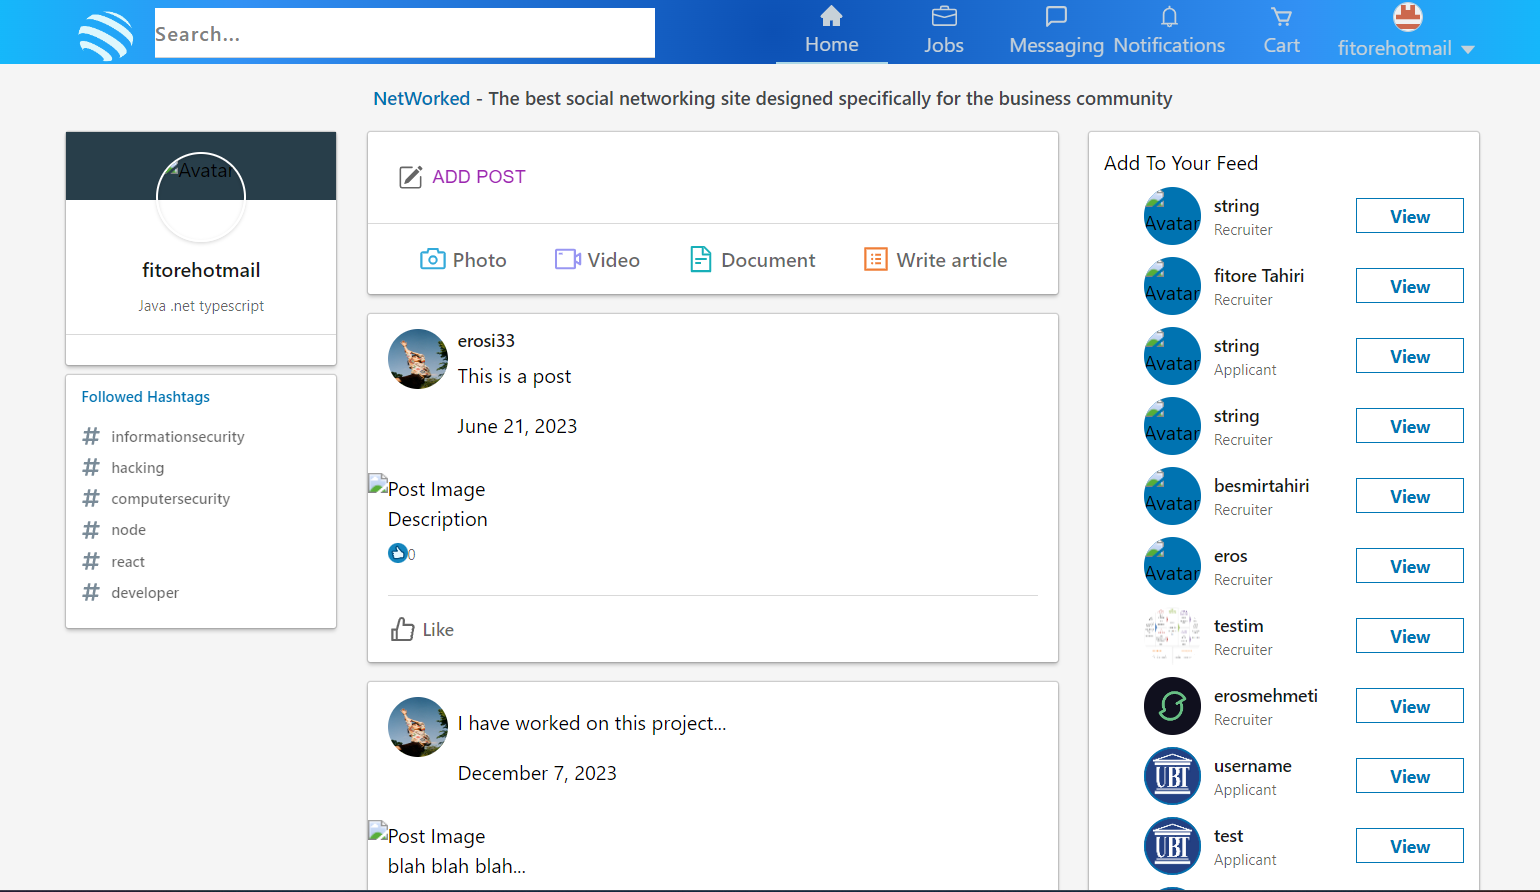 Search...
Home
Jobs
Messaging
Notifications
Cart
fitorehotmail
NetWorked - The best social networking site designed specifically for the business community
Avatar
fitorehotmail
Java .net typescript
Followed Hashtags
# informationsecurity
# hacking
# computersecurity
# node
# react
# developer
ADD POST
Photo
Video
Document
Write article
erosi33
This is a post
June 21, 2023
Post Image
Description
0
Like
I have worked on this project...
December 7, 2023
Post Image
blah blah blah...
Add To Your Feed
Avatar
string
Recruiter
View
Avatar
fitore Tahiri
Recruiter
View
Avatar
string
Applicant
View
Avatar
string
Recruiter
View
Avatar
besmirtahiri
Recruiter
View
Avatar
eros
Recruiter
View
testim
Recruiter
View
erosmehmeti
Recruiter
View
UBT
username
Applicant
View
UBT
test
Applicant
View